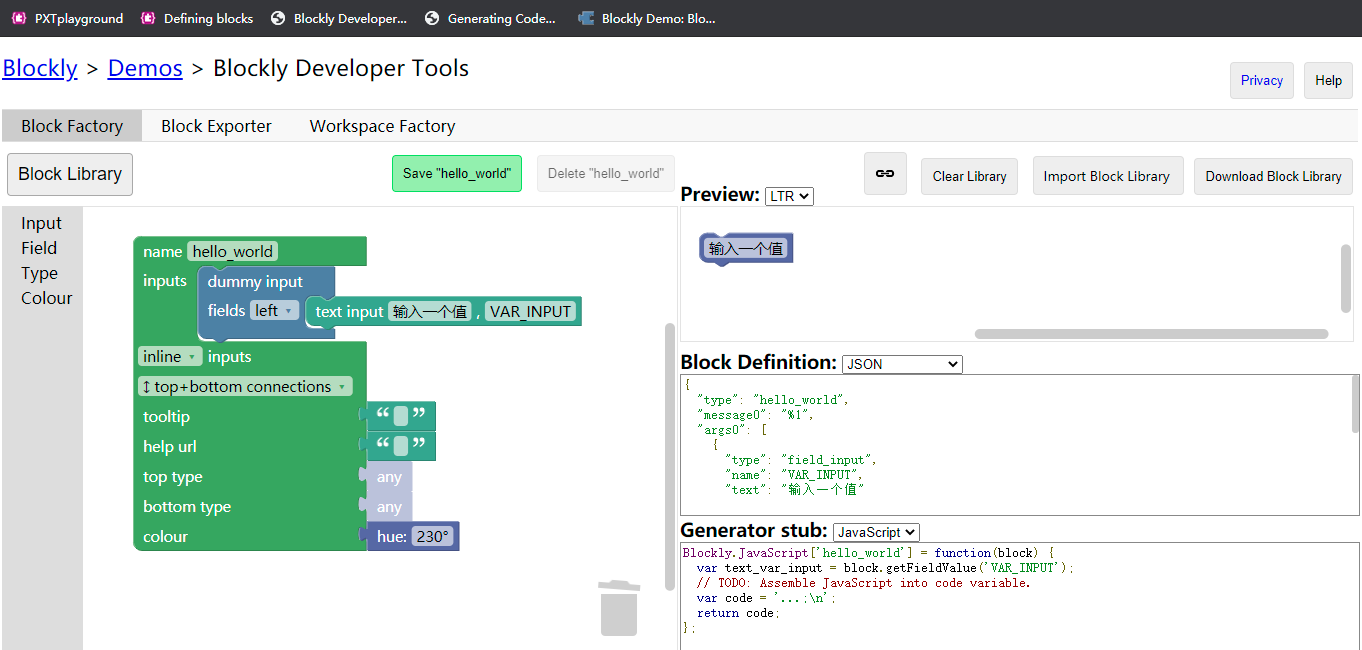 PXTplayground Defining blocks Blockly Developer... Generating Code... Blockly Demo: Blo...
Blockly > Demos > Blockly Developer Tools
Privacy Help
Block Factory Block Exporter Workspace Factory
Block Library Save "hello_world" Delete "hello_world"
Clear Library Import Block Library Download Block Library
Preview: LTR
Input
Field
Type
Colour
name hello_world
inputs dummy input
fields left text input 输入一个值 , VAR_INPUT
inline inputs
↕ top+bottom connections
tooltip “ ”
help url “ ”
top type any
bottom type any
colour hue: 230°
输入一个值
Block Definition: JSON
{
"type": "hello_world",
"message0": "%1",
"args0": [
{
"type": "field_input",
"name": "VAR_INPUT",
"text": "输入一个值"
Generator stub: JavaScript
Blockly.JavaScript['hello_world'] = function(block) {
var text_var_input = block.getFieldValue('VAR_INPUT');
// TODO: Assemble JavaScript into code variable.
var code = '...;\n';
return code;
};